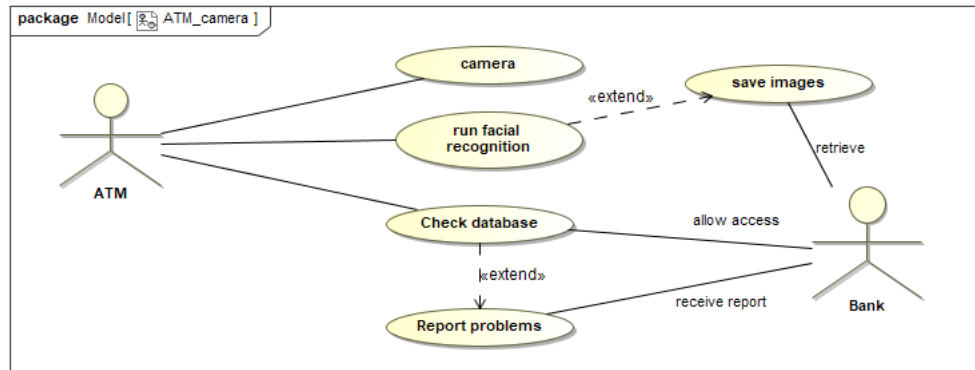 package Model[ ATM_camera ]
camera
save images
«extend»
run facial
recognition
retrieve
ATM
Check database
allow access
«extend»
receive report
Bank
Report problems